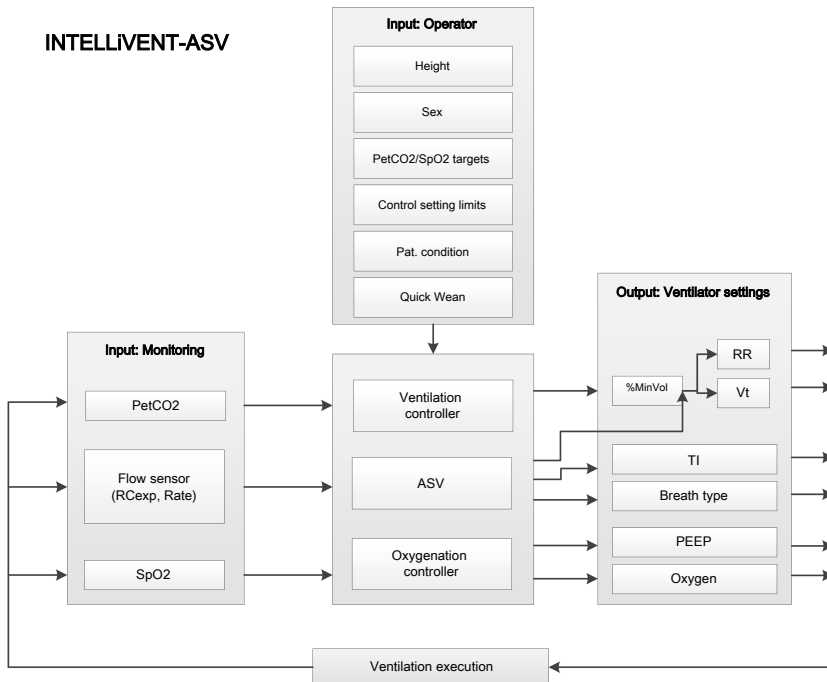 INTELLiVENT-ASV
Input: Operator
Height
Sex
PetCO2/SpO2 targets
Control setting limits
Pat. condition
Quick Wean
Input: Monitoring
PetCO2
Flow sensor
(RCexp, Rate)
SpO2
Ventilation
controller
ASV
Oxygenation
controller
Output: Ventilator settings
%MinVol
RR
Vt
TI
Breath type
PEEP
Oxygen
Ventilation execution